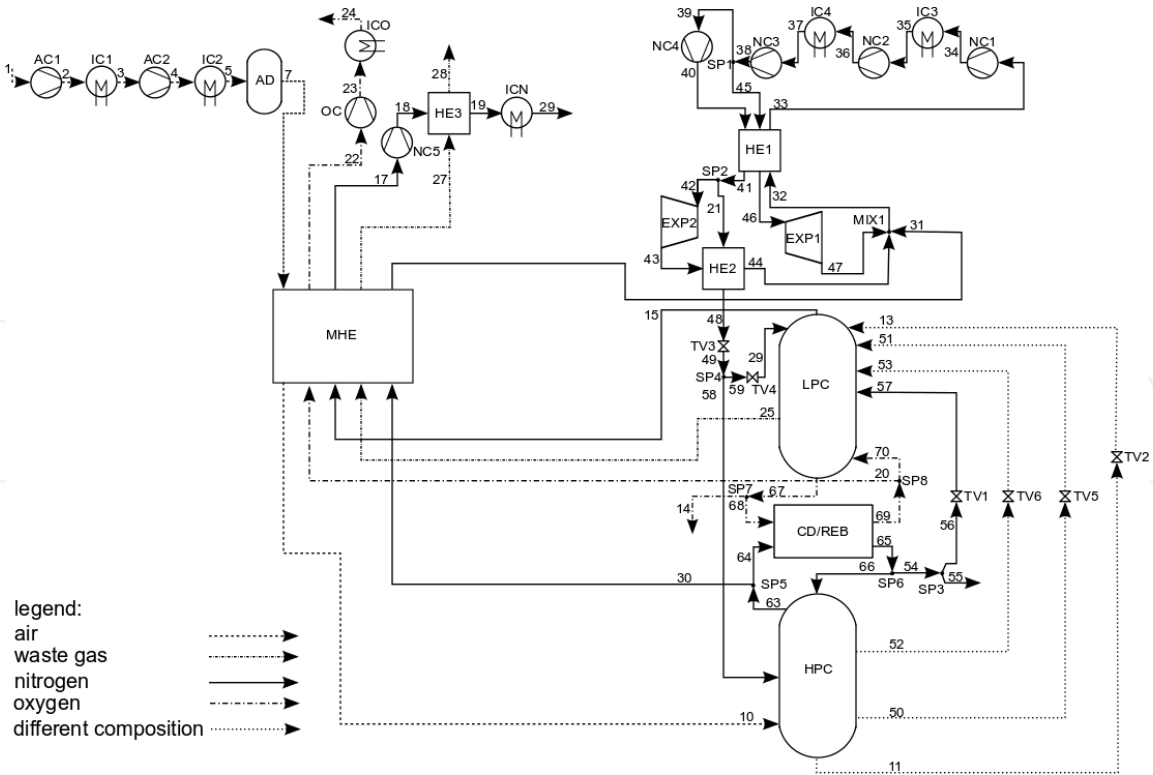 1
AC1
2
IC1
3
AC2
4
IC2
5
AD
7
24
ICO
23
OC
22
18
NC5
17
HE3
28
27
19
ICN
29
39
NC4
40
SP1
38
NC3
37
IC4
36
NC2
35
IC3
34
NC1
45
33
HE1
SP2
41
42
21
32
46
EXP2
EXP1
MIX1
31
47
43
HE2
44
MHE
15
48
TV3
49
SP4
59
TV4
58
29
LPC
13
51
53
57
25
70
20
SP8
SP7
67
68
14
CD/REB
69
65
64
TV1
TV6
TV5
TV2
56
66
54
SP6
SP3
55
30
SP5
63
HPC
52
50
10
11
legend:
air
waste gas
nitrogen
oxygen
different composition